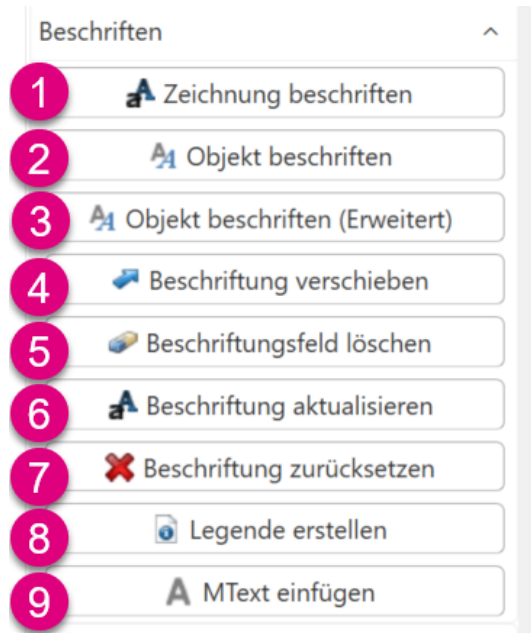 Beschriften
1 Zeichnung beschriften
2 Objekt beschriften
3 Objekt beschriften (Erweitert)
4 Beschriftung verschieben
5 Beschriftungsfeld löschen
6 Beschriftung aktualisieren
7 Beschriftung zurücksetzen
8 Legende erstellen
9 MText einfügen